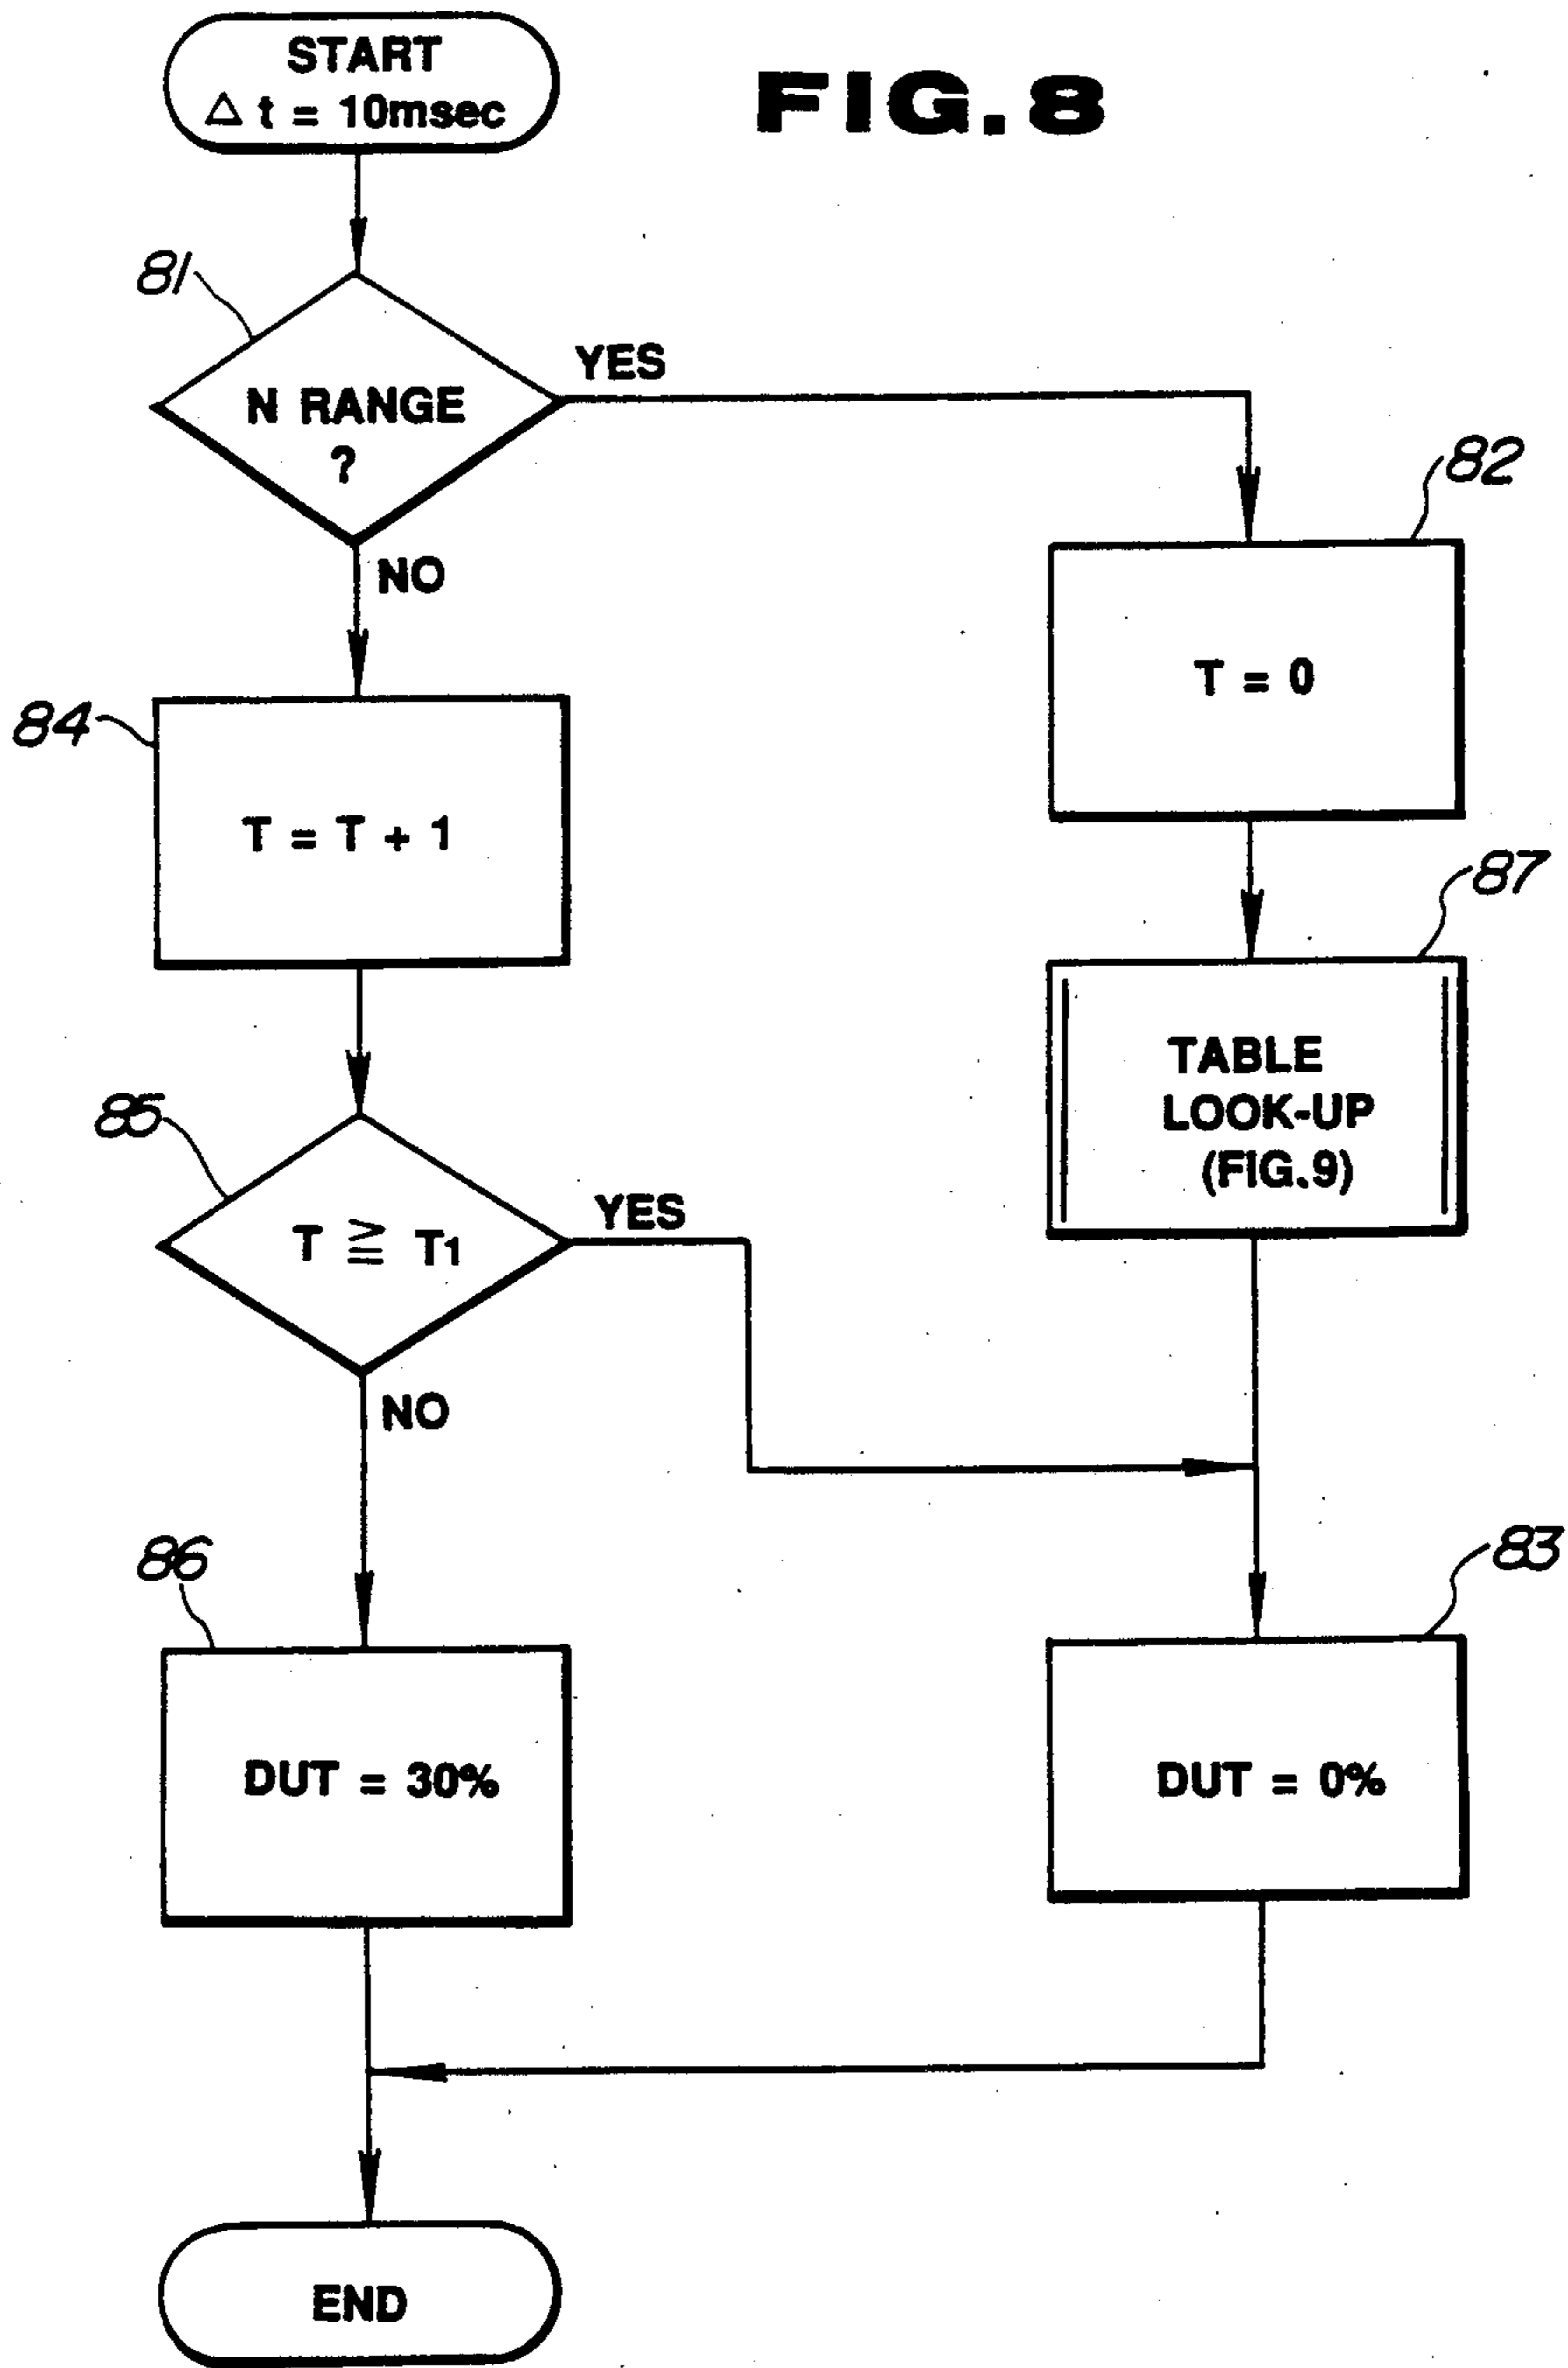 START
△ t = 10msec
FIG.8
81
N RANGE
?
YES
NO
82
T = 0
84
T = T + 1
87
TABLE
LOOK-UP
(FIG.9)
85
T ≧ T1
YES
NO
86
DUT = 30%
83
DUT = 0%
END